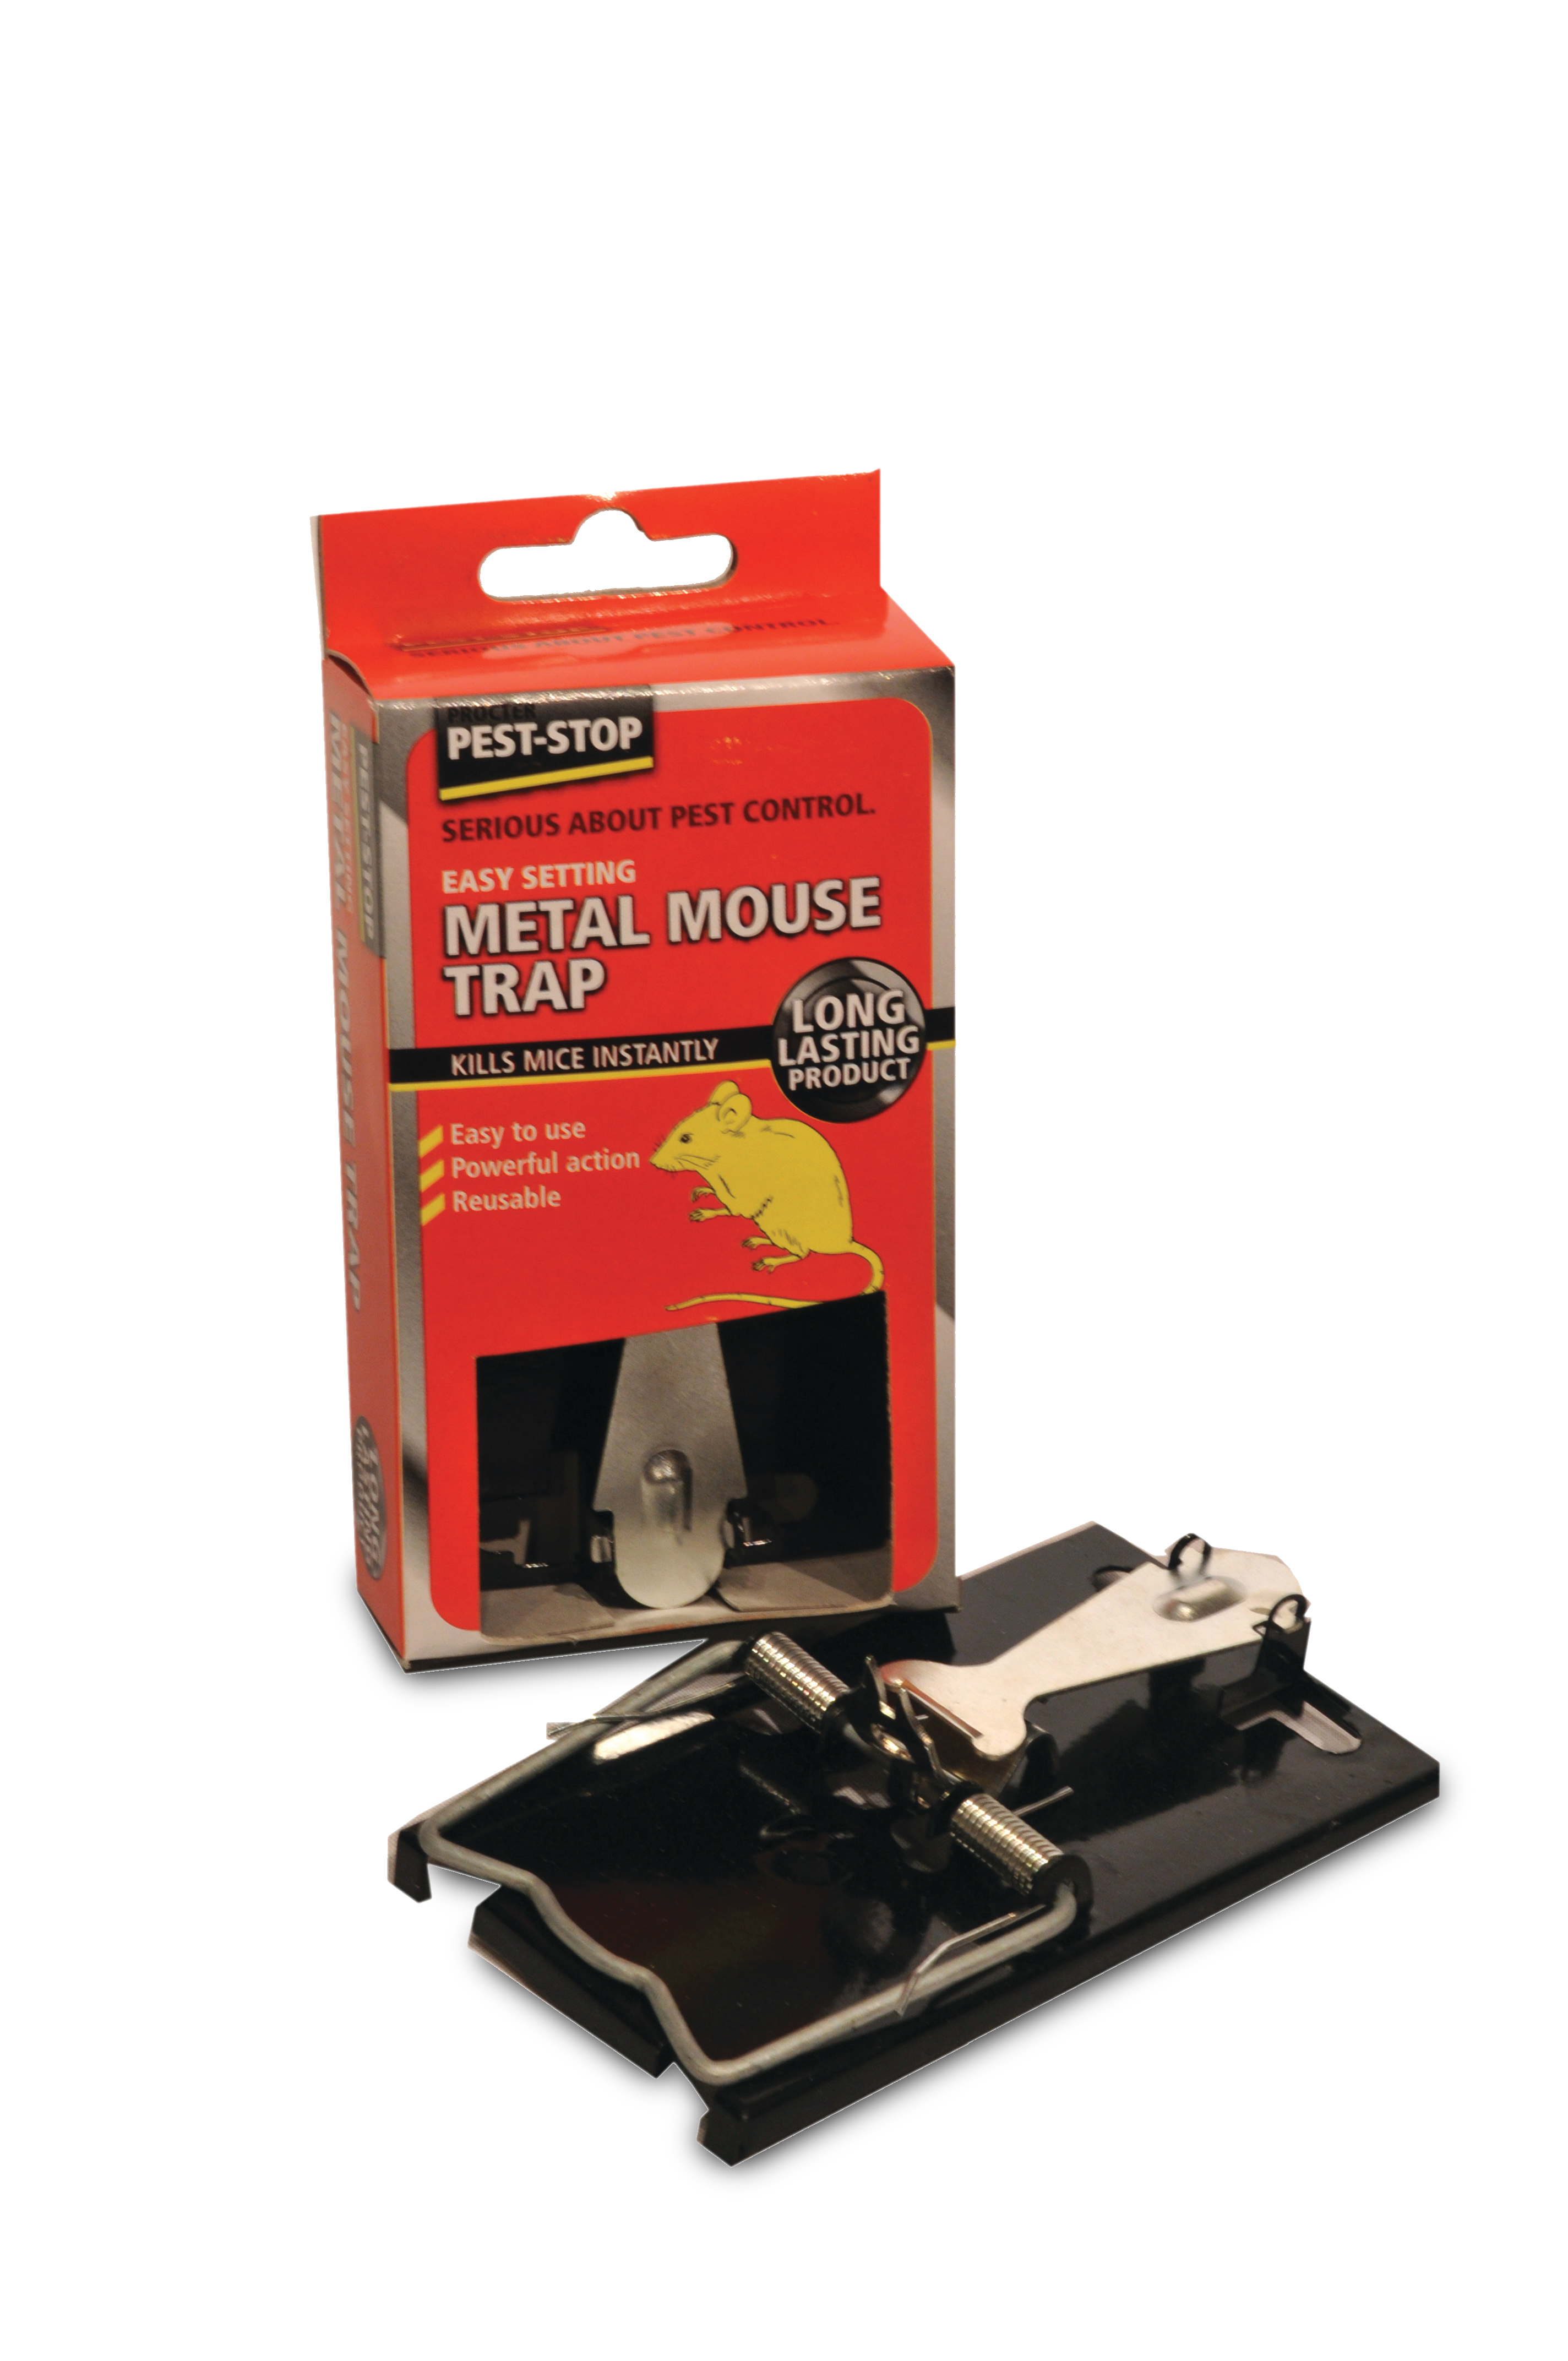 SERIOUS ABOUT PEST CONTROL.
PROCTER
PEST-STOP
SERIOUS ABOUT PEST CONTROL.
EASY SETTING
METAL MOUSE
TRAP
LONG
LASTING
PRODUCT
KILLS MICE INSTANTLY
Easy to use
Powerful action
Reusable
PEST-STOP
METAL MOUSE TRAP
LONG